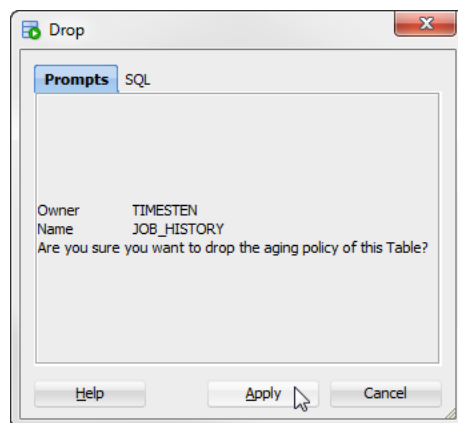 Drop
Prompts SQL
Owner TIMESTEN
Name JOB_HISTORY
Are you sure you want to drop the aging policy of this Table?
Help Apply Cancel